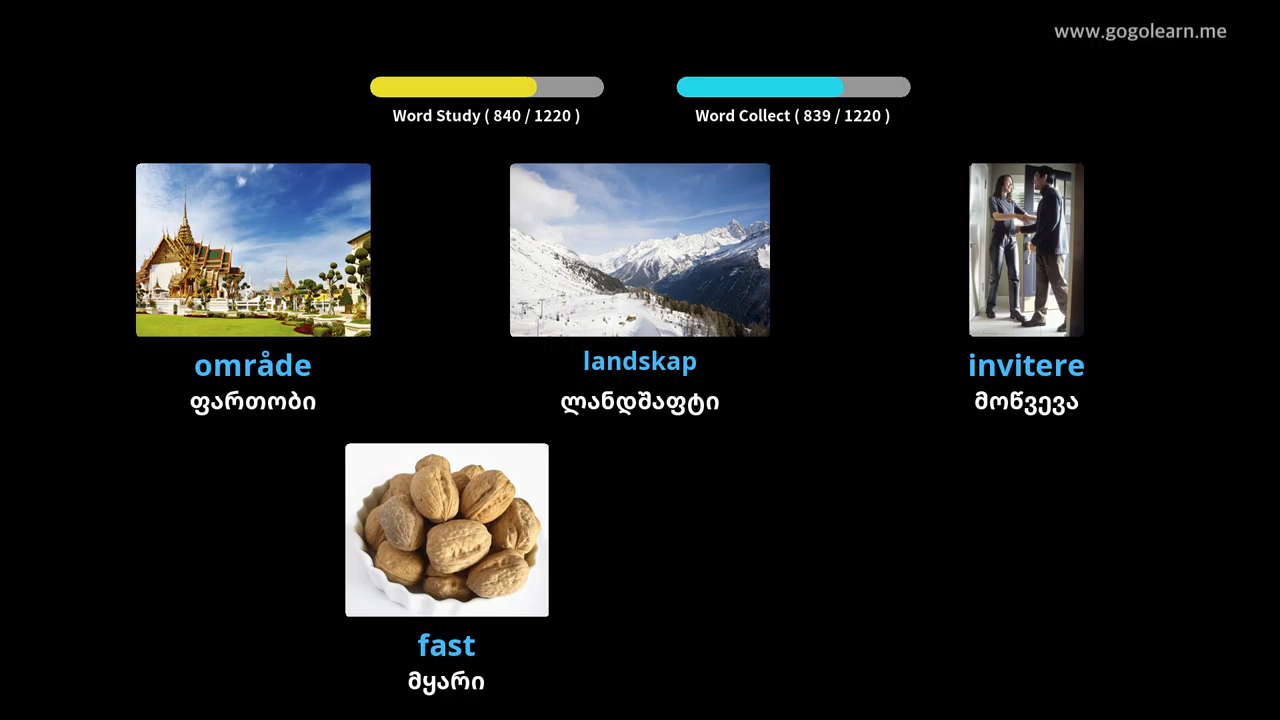 www.gogolearn.me
Word Study ( 840 / 1220 )
Word Collect ( 839 / 1220 )
område
ფართობი
landskap
ლანდშაფტი
invitere
მოწვევა
fast
მყარი